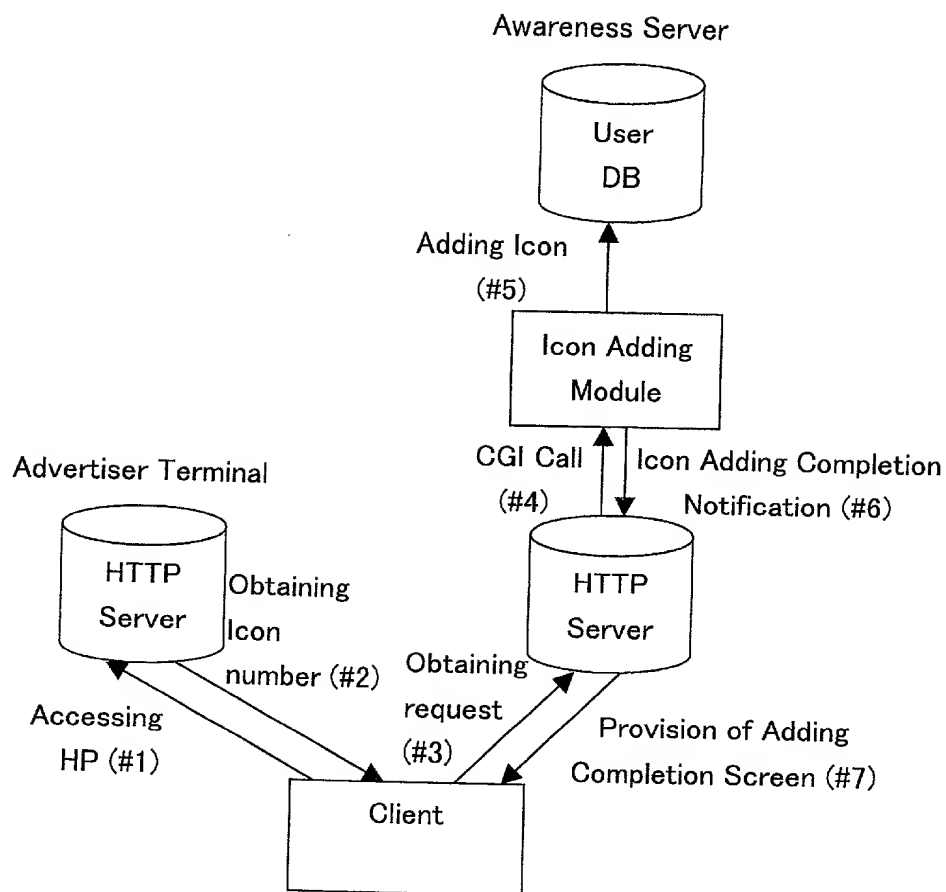 Awareness Server
User
DB
Adding Icon
(#5)
Icon Adding
Module
CGI Call
(#4)
Icon Adding Completion
Notification (#6)
Advertiser Terminal
HTTP
Server
Obtaining
Icon
number (#2)
HTTP
Server
Obtaining
request
(#3)
Accessing
HP (#1)
Provision of Adding
Completion Screen (#7)
Client